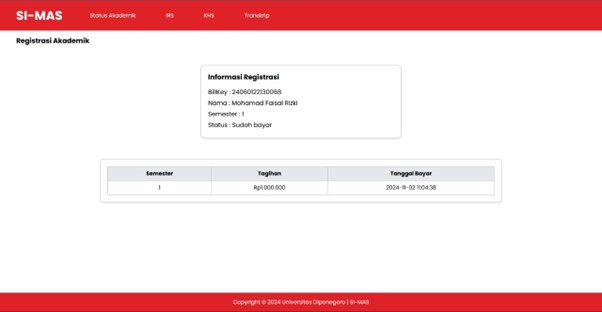 SI-MAS Status Akademik IRS KHS Transkrip
Registrasi Akademik
Informasi Registrasi
BillKey : 24060122130068
Nama : Mohamad Faisal Rizki
Semester : 1
Status : Sudah bayar
Semester Tagihan Tanggal Bayar
1 Rp1.000.000 2024-11-02 11:04:38
Copyright © 2024 Universitas Diponegoro | SI-MAS